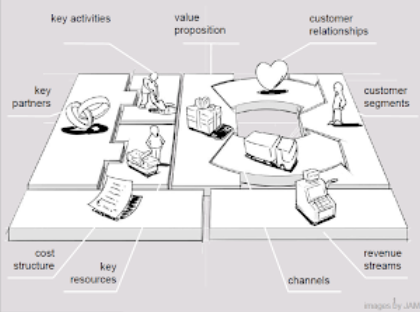 key activities
value
proposition
customer
relationships
key
partners
customer
segments
cost
structure
key
resources
channels
revenue
streams
images by JAM